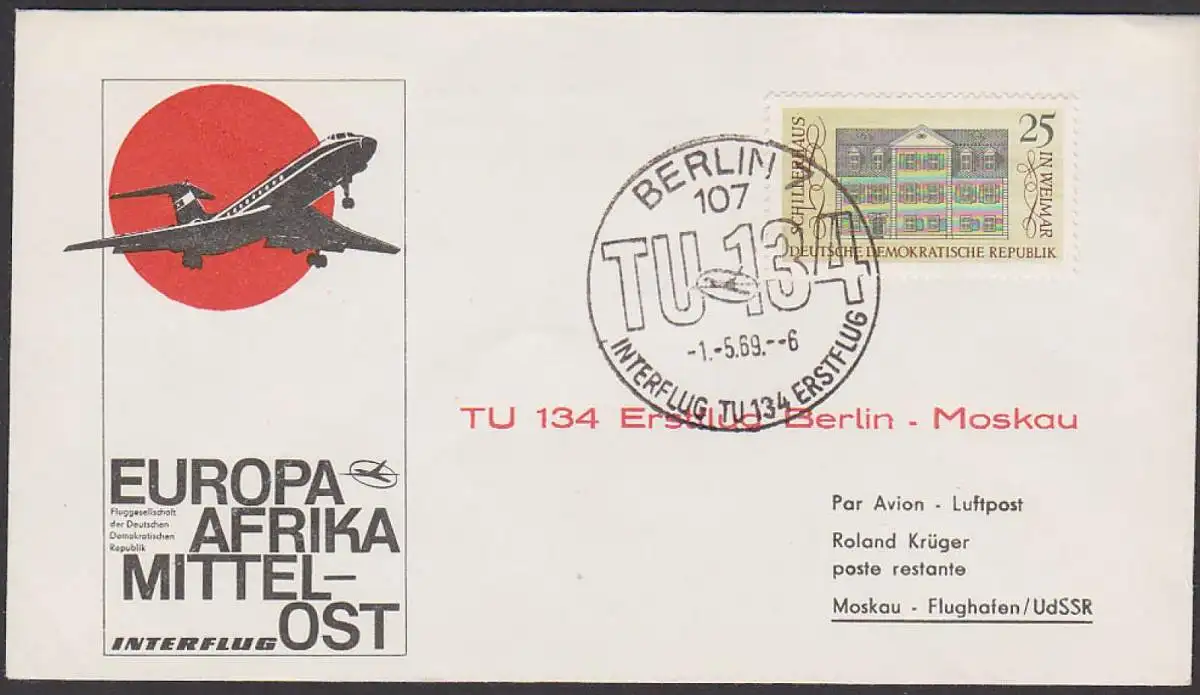 SCHILLERHAUS
25
IN WEIMAR
DEUTSCHE DEMOKRATISCHE REPUBLIK
BERLIN
107
TU-134
-1.-5.69.--6
INTERFLUG TU 134 ERSTFLUG
TU 134 Erstflug Berlin - Moskau
EUROPA
Fluggesellschaft
der Deutschen
Demokratischen
Republik
AFRIKA
MITTEL-
OST
INTERFLUG
Par Avion - Luftpost
Roland Krüger
poste restante
Moskau - Flughafen/UdSSR